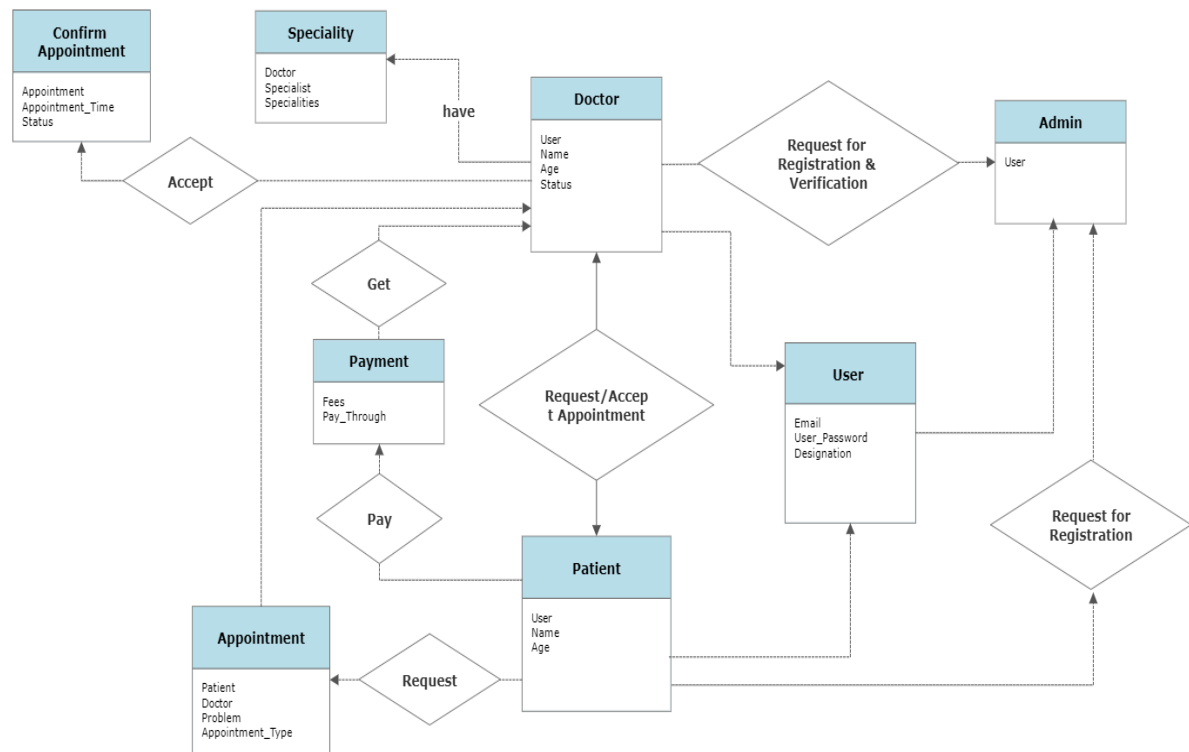 Confirm
Appointment
Appointment
Appointment_Time
Status
Speciality
Doctor
Specialist
Specialities
have
Doctor
User
Name
Age
Status
Request for
Registration &
Verification
Admin
User
Accept
Get
Payment
Fees
Pay_Through
Request/Accep
t Appointment
User
Email
User_Password
Designation
Request for
Registration
Pay
Patient
User
Name
Age
Appointment
Patient
Doctor
Problem
Appointment_Type
Request